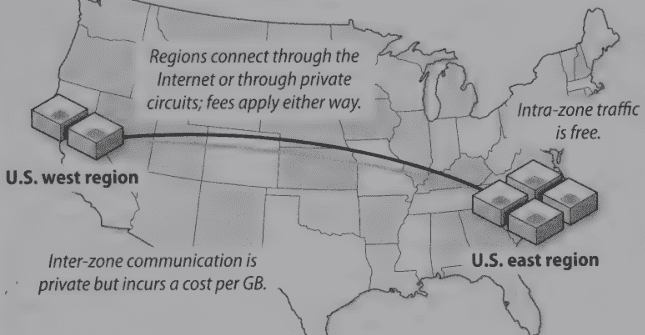 Regions connect through the
Internet or through private
circuits; fees apply either way.
Intra-zone traffic
is free.
U.S. west region
Inter-zone communication is
private but incurs a cost per GB.
U.S. east region